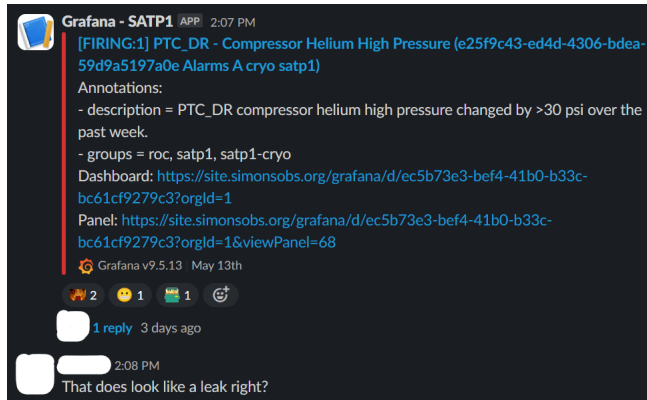 Grafana - SATP1 APP 2:07 PM
[FIRING:1] PTC_DR - Compressor Helium High Pressure (e25f9c43-ed4d-4306-bdea-
59d9a5197a0e Alarms A cryo satp1)
Annotations:
- description = PTC_DR compressor helium high pressure changed by >30 psi over the
past week.
- groups = roc, satp1, satp1-cryo
Dashboard: https://site.simonsobs.org/grafana/d/ec5b73e3-bef4-41b0-b33c-
bc61cf9279c3?orgId=1
Panel: https://site.simonsobs.org/grafana/d/ec5b73e3-bef4-41b0-b33c-
bc61cf9279c3?orgId=1&viewPanel=68
Grafana v9.5.13 May 13th
2 1 1
1 reply 3 days ago
2:08 PM
That does look like a leak right?